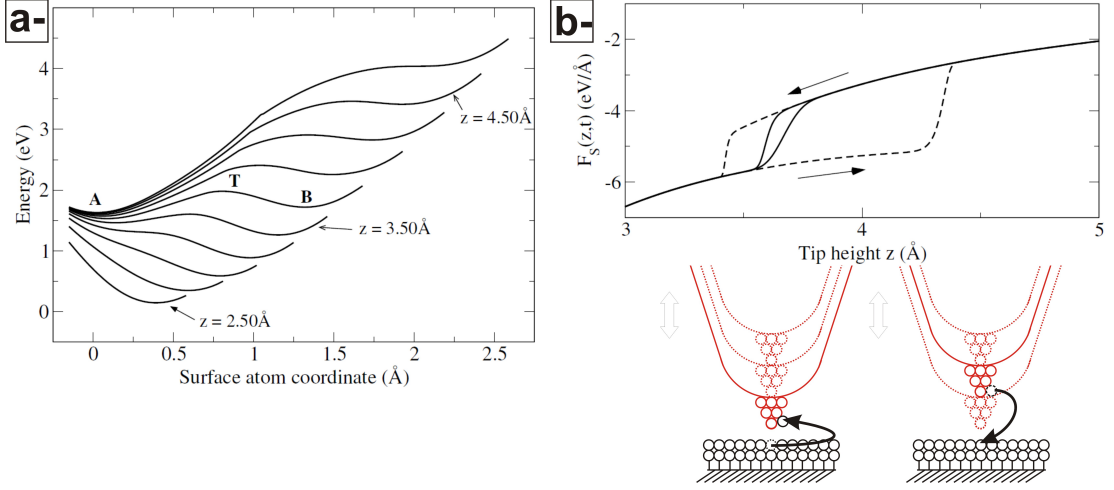 a-
Energy (eV)
4
3
2
1
0
A
T
B
z = 4.50Å
z = 3.50Å
z = 2.50Å
0
0.5
1
1.5
2
2.5
Surface atom coordinate (Å)
b-
F_S(z,t) (eV/Å)
-2
-4
-6
3
4
5
Tip height z (Å)